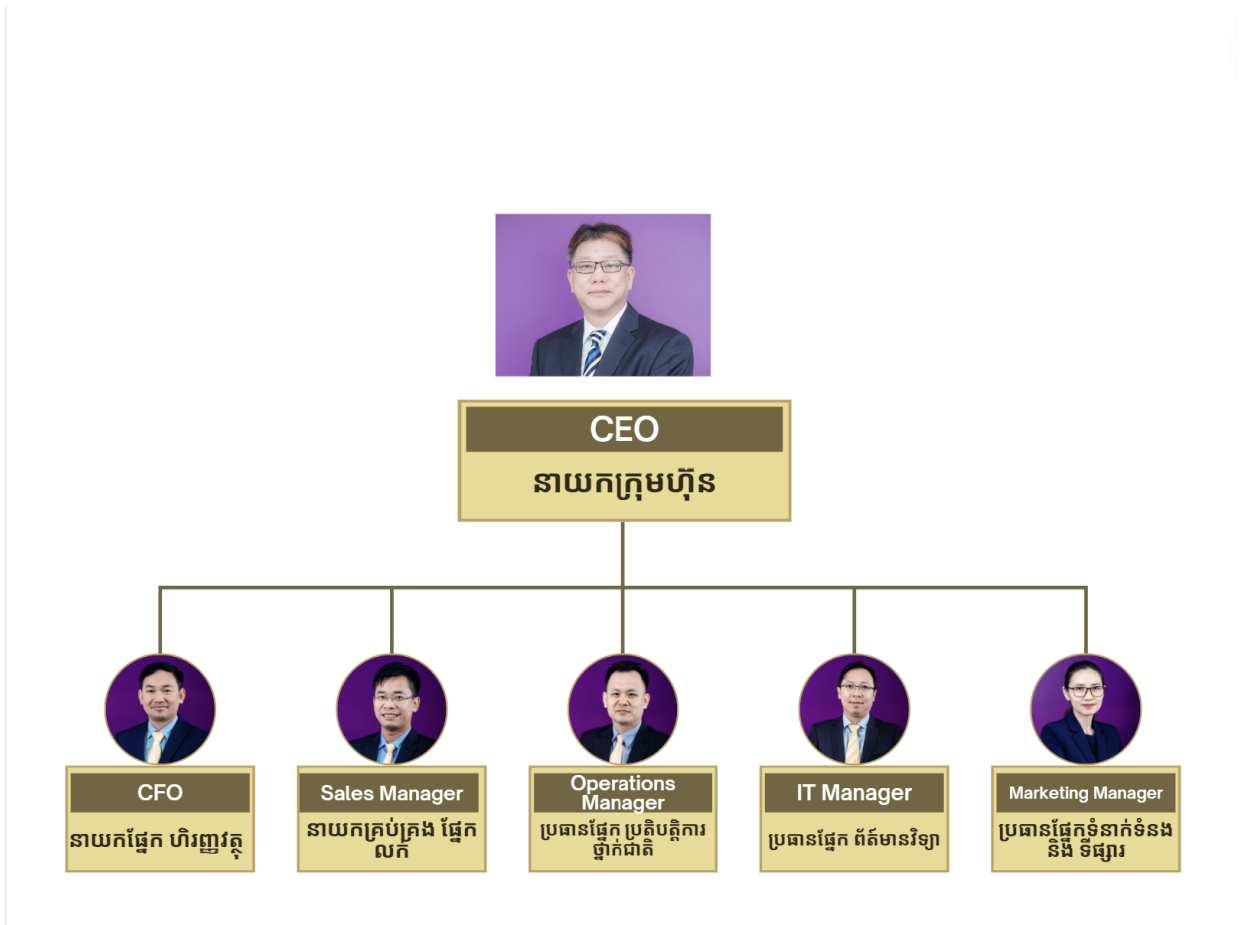 CEO
នាយកក្រុមហ៊ុន
CFO
នាយកផ្នែក ហិរញ្ញវត្ថុ
Sales Manager
នាយកគ្រប់គ្រង ផ្នែក
លក់
Operations
Manager
ប្រធានផ្នែក ប្រតិបត្តិការ
ថ្នាក់ជាតិ
IT Manager
ប្រធានផ្នែក ព័ត៍មានវិទ្យា
Marketing Manager
ប្រធានផ្នែកទំនាក់ទំនង
និង ទីផ្សារ